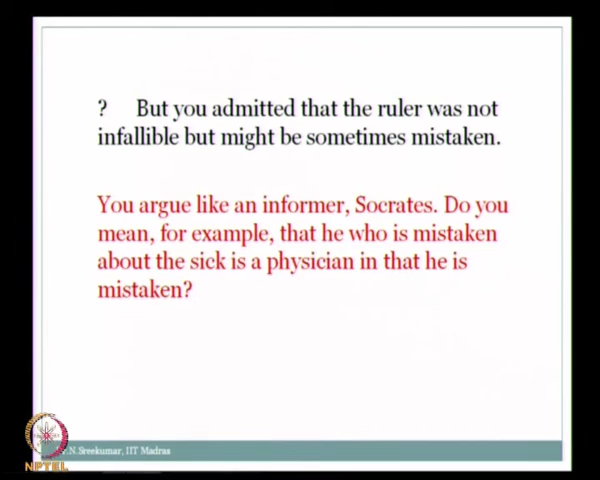 ? But you admitted that the ruler was not
infallible but might be sometimes mistaken.
You argue like an informer, Socrates. Do you
mean, for example, that he who is mistaken
about the sick is a physician in that he is
mistaken?
.N.Sreekumar, IIT Madras
NPTEL